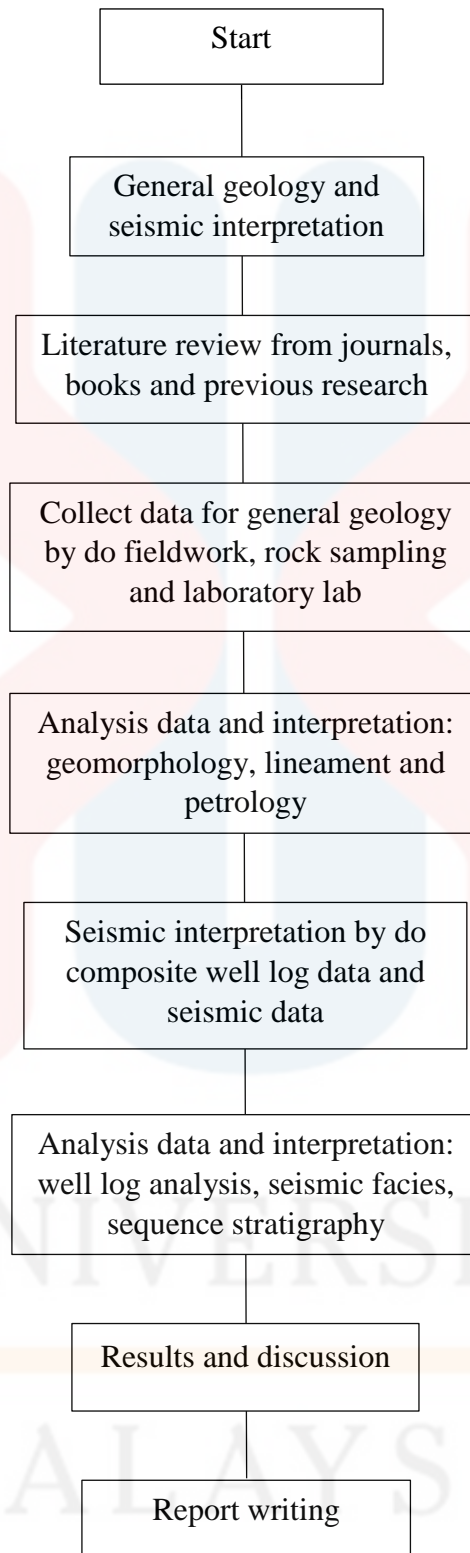 Start
General geology and
seismic interpretation
Literature review from journals,
books and previous research
Collect data for general geology
by do fieldwork, rock sampling
and laboratory lab
Analysis data and interpretation:
geomorphology, lineament and
petrology
Seismic interpretation by do
composite well log data and
seismic data
Analysis data and interpretation:
well log analysis, seismic facies,
sequence stratigraphy
NIVERSI
Results and discussion
ALAYS
Report writing